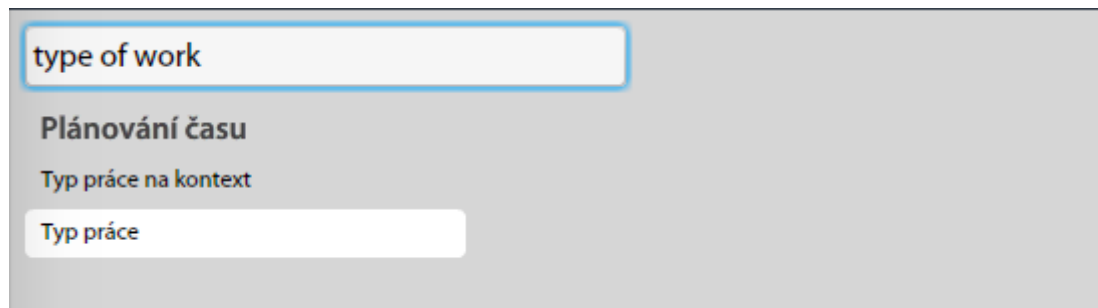 type of work
Plánování času
Typ práce na kontext
Typ práce